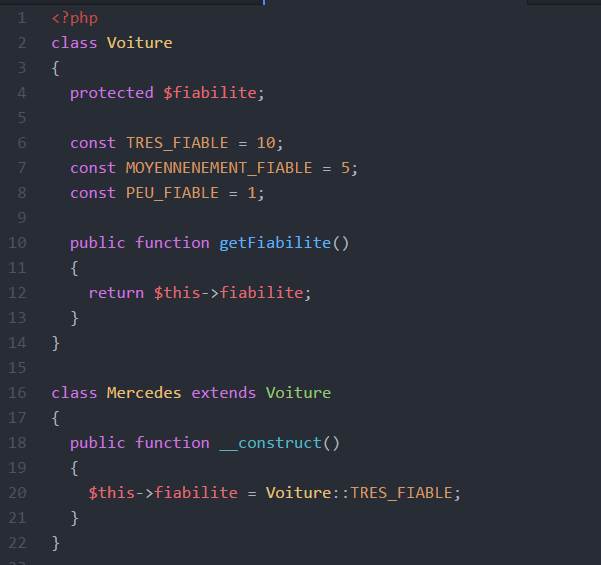 1 <?php
2 class Voiture
3 {
4 protected $fiabilite;
5
6 const TRES_FIABLE = 10;
7 const MOYENNENEMENT_FIABLE = 5;
8 const PEU_FIABLE = 1;
9
10 public function getFiabilite()
11 {
12 return $this->fiabilite;
13 }
14 }
15
16 class Mercedes extends Voiture
17 {
18 public function __construct()
19 {
20 $this->fiabilite = Voiture::TRES_FIABLE;
21 }
22 }